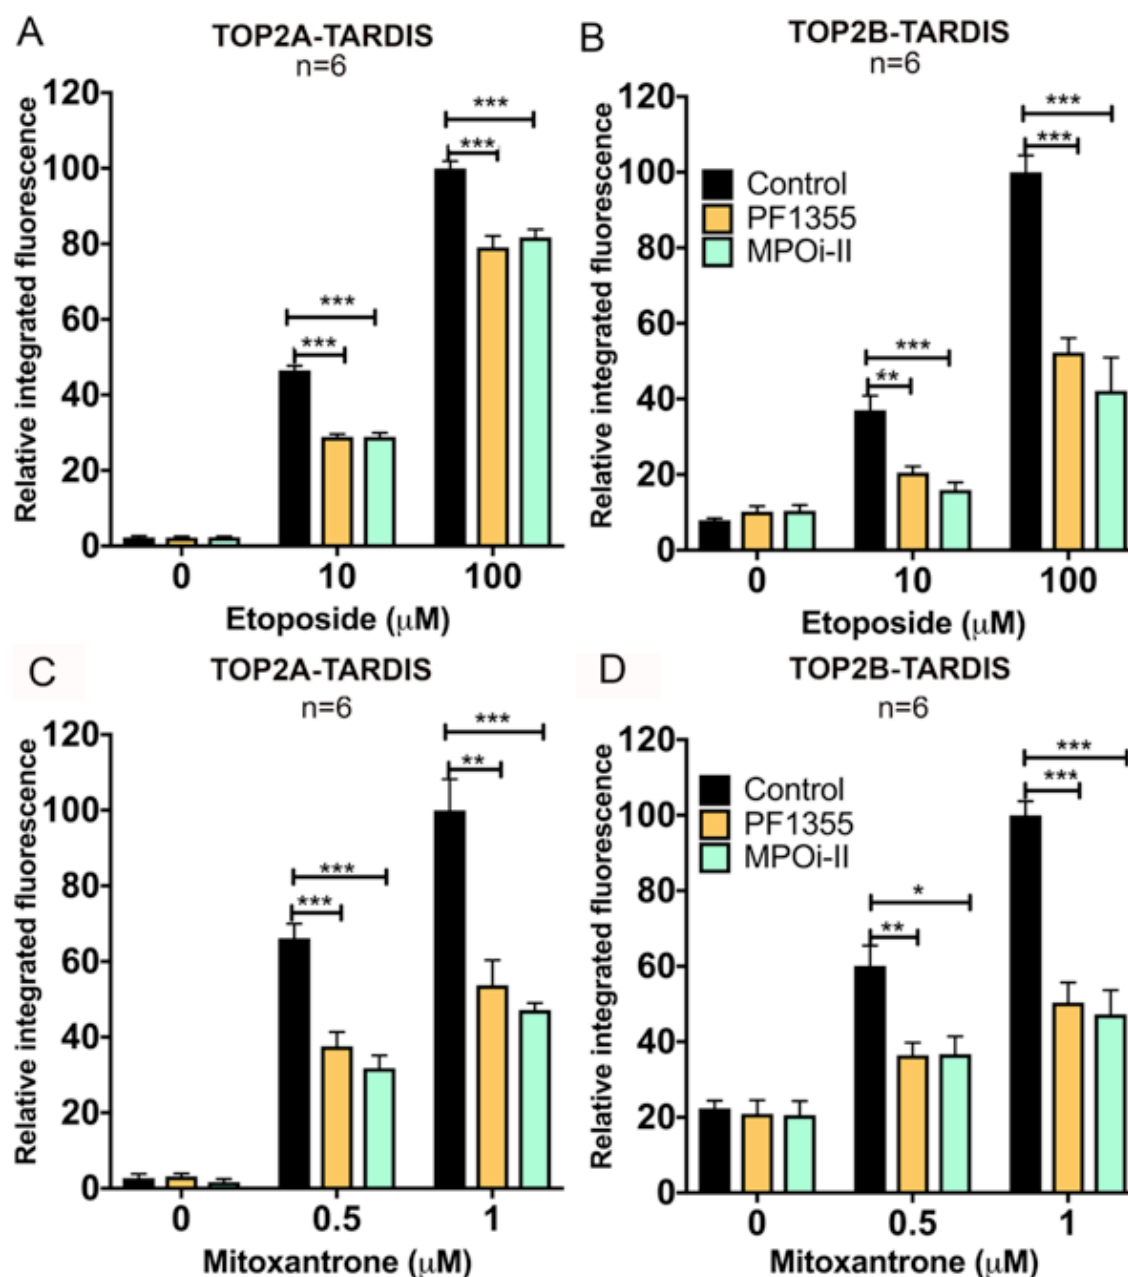 A
TOP2A-TARDIS
n=6
Relative integrated fluorescence
120
100
80
60
40
20
0
***
***
***
***
0 10 100
Etoposide (μM)
B
TOP2B-TARDIS
n=6
Relative integrated fluorescence
120
100
80
60
40
20
0
Control
PF1355
MPOi-II
***
**
***
***
0 10 100
Etoposide (μM)
C
TOP2A-TARDIS
n=6
Relative integrated fluorescence
120
100
80
60
40
20
0
***
***
***
**
0 0.5 1
Mitoxantrone (μM)
D
TOP2B-TARDIS
n=6
Relative integrated fluorescence
120
100
80
60
40
20
0
Control
PF1355
MPOi-II
*
**
***
***
0 0.5 1
Mitoxantrone (μM)